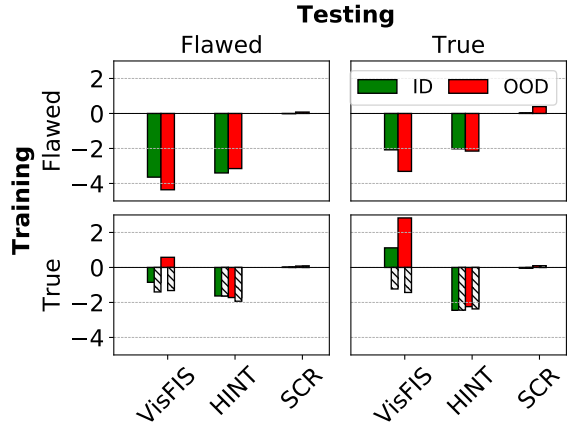 Testing
Flawed True
Training
Flawed
2
0
−2
−4
ID OOD
True
2
0
−2
−4
VisFIS HINT SCR VisFIS HINT SCR